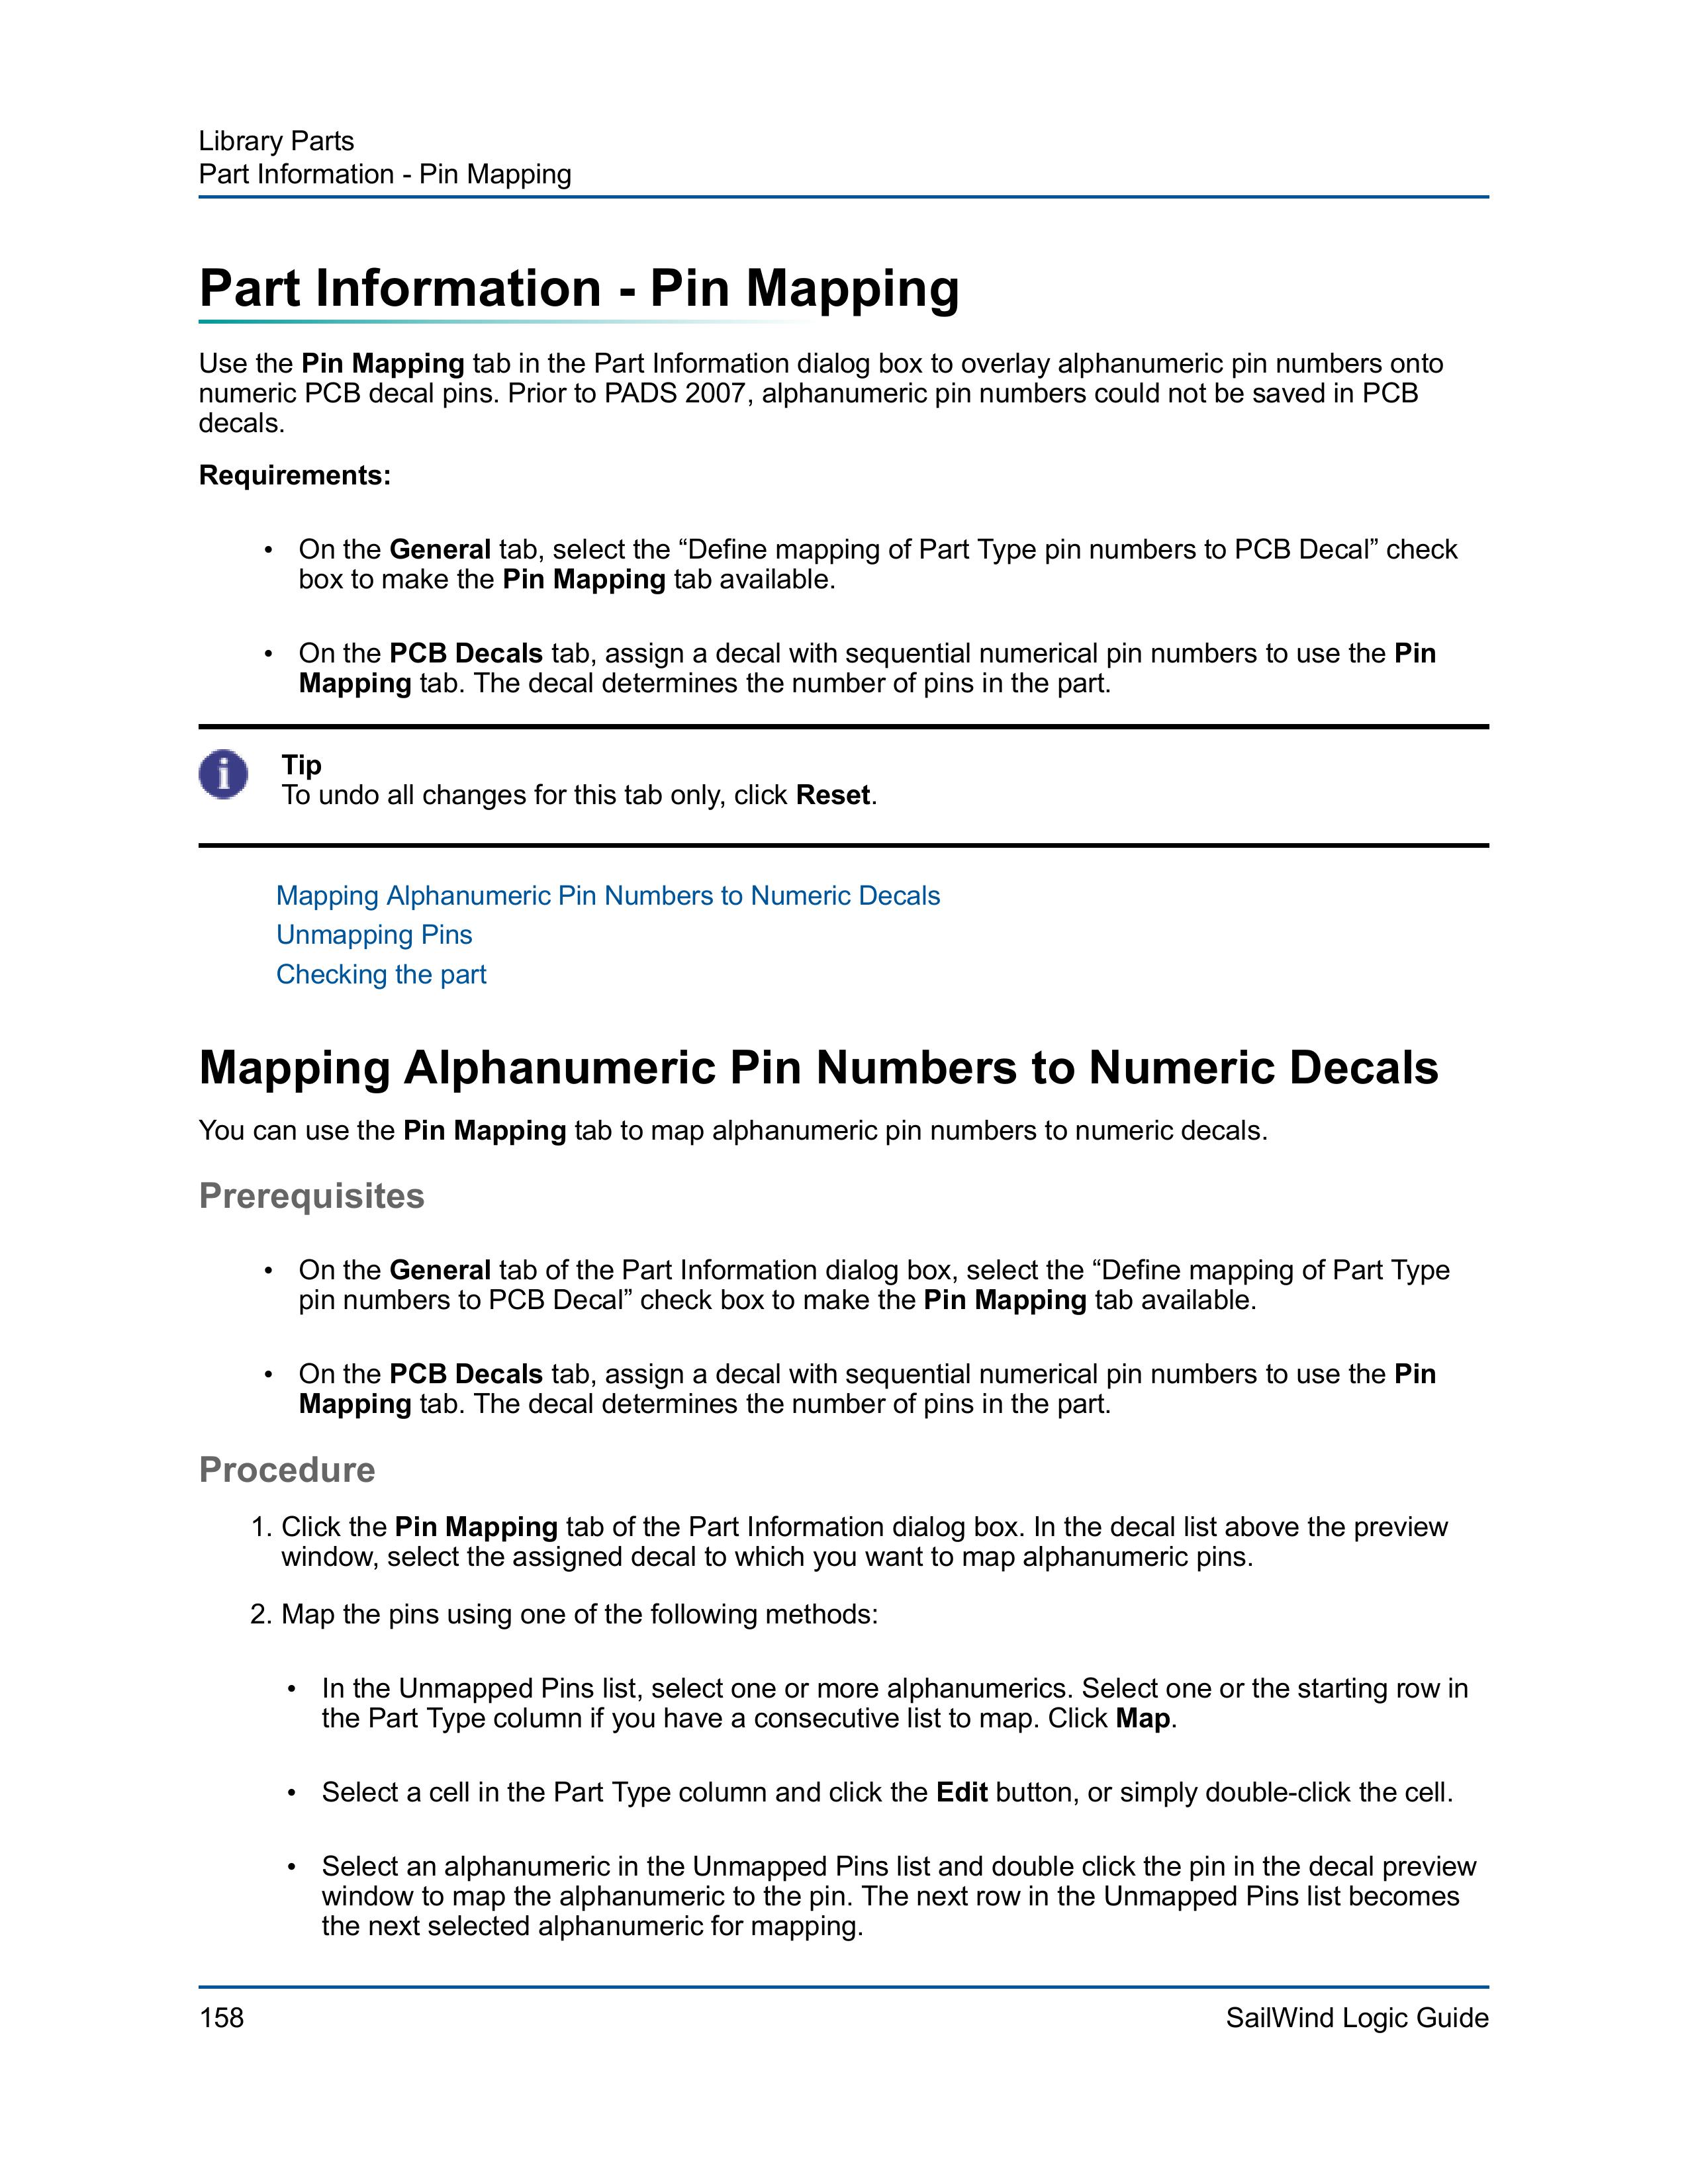 Library Parts
Part Information - Pin Mapping
Part Information - Pin Mapping
Use the Pin Mapping tab in the Part Information dialog box to overlay alphanumeric pin numbers onto
numeric PCB decal pins. Prior to PADS 2007, alphanumeric pin numbers could not be saved in PCB
decals.
Requirements:
• On the General tab, select the “Define mapping of Part Type pin numbers to PCB Decal” check
box to make the Pin Mapping tab available.
• On the PCB Decals tab, assign a decal with sequential numerical pin numbers to use the Pin
Mapping tab. The decal determines the number of pins in the part.
i
Tip
To undo all changes for this tab only, click Reset.
Mapping Alphanumeric Pin Numbers to Numeric Decals
Unmapping Pins
Checking the part
Mapping Alphanumeric Pin Numbers to Numeric Decals
You can use the Pin Mapping tab to map alphanumeric pin numbers to numeric decals.
Prerequisites
• On the General tab of the Part Information dialog box, select the “Define mapping of Part Type
pin numbers to PCB Decal” check box to make the Pin Mapping tab available.
• On the PCB Decals tab, assign a decal with sequential numerical pin numbers to use the Pin
Mapping tab. The decal determines the number of pins in the part.
Procedure
1. Click the Pin Mapping tab of the Part Information dialog box. In the decal list above the preview
window, select the assigned decal to which you want to map alphanumeric pins.
2. Map the pins using one of the following methods:
• In the Unmapped Pins list, select one or more alphanumerics. Select one or the starting row in
the Part Type column if you have a consecutive list to map. Click Map.
• Select a cell in the Part Type column and click the Edit button, or simply double-click the cell.
• Select an alphanumeric in the Unmapped Pins list and double click the pin in the decal preview
window to map the alphanumeric to the pin. The next row in the Unmapped Pins list becomes
the next selected alphanumeric for mapping.
158
SailWind Logic Guide